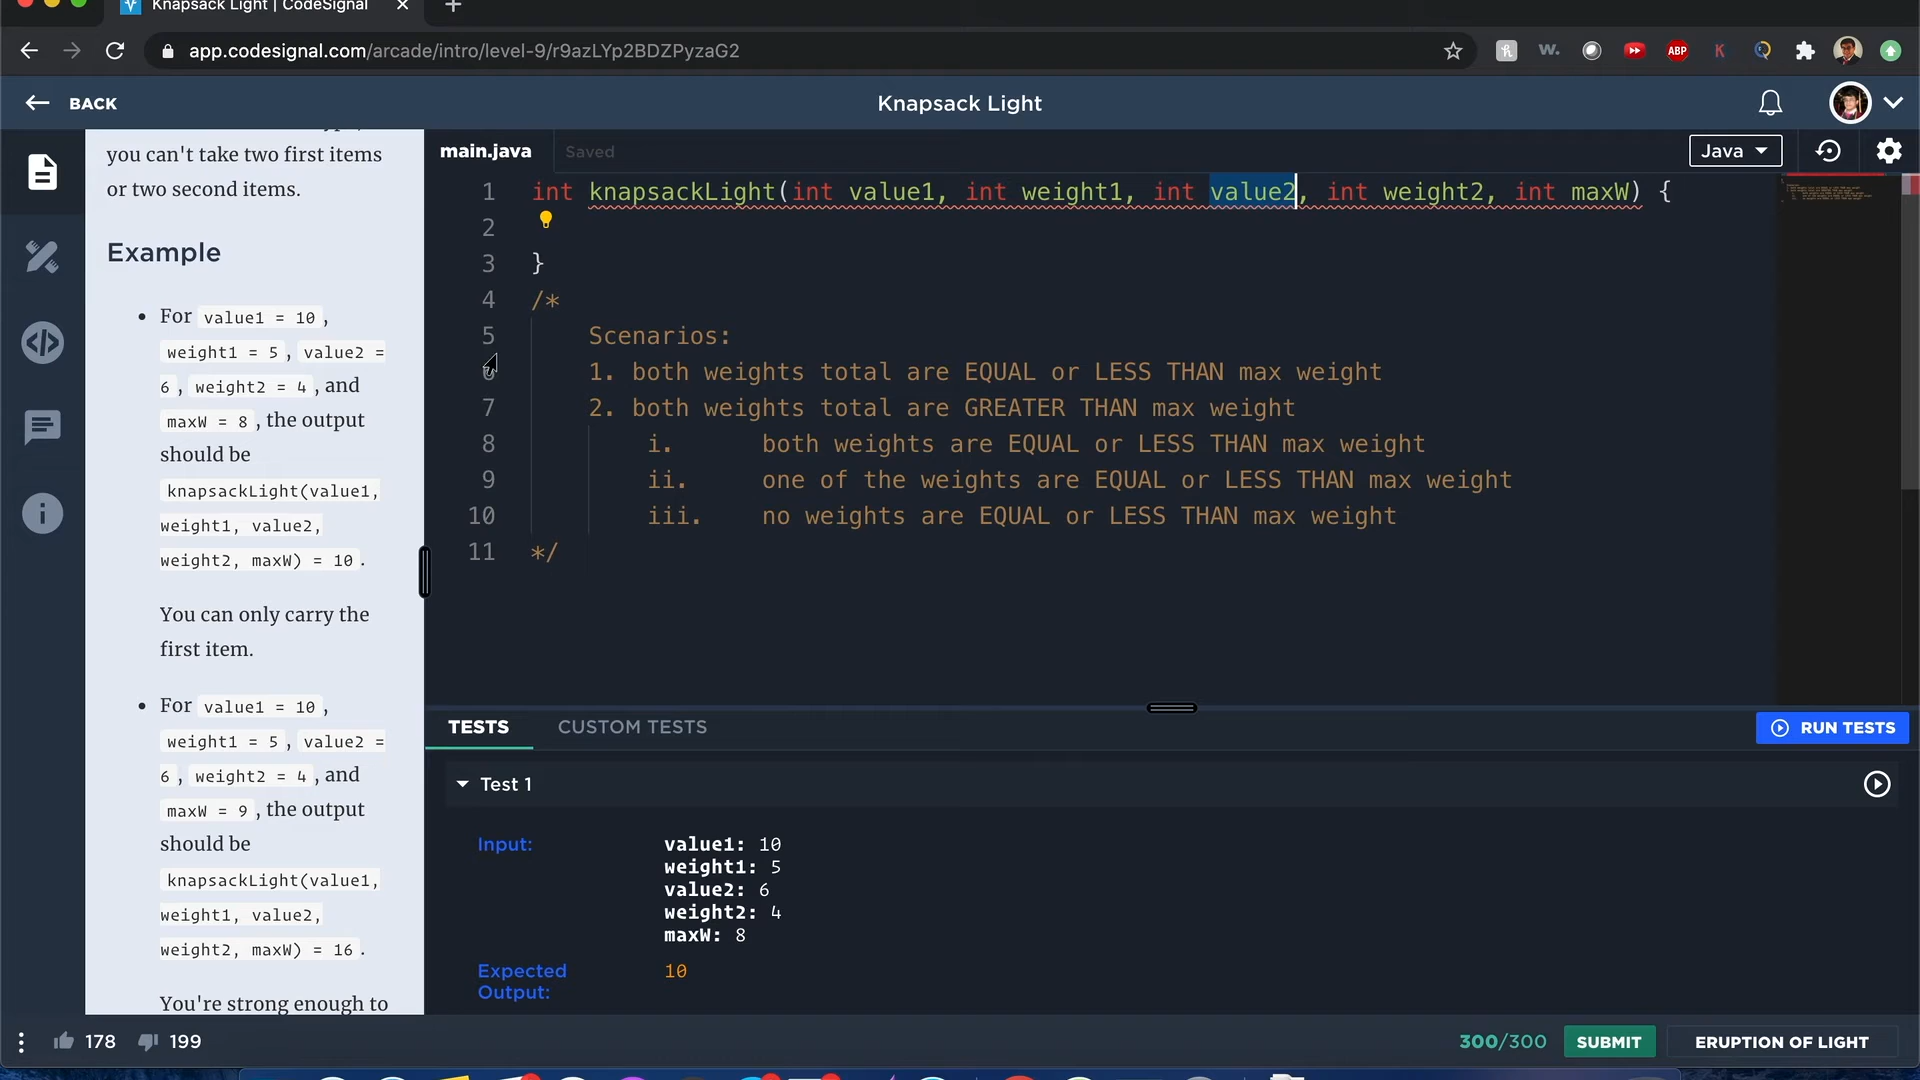 Knapsack Light | CodeSignal
app.codesignal.com/arcade/intro/level-9/r9azLYp2BDZPyzaG2
W.
ABP
K
BACK
Knapsack Light
you can't take two first items
or two second items.
Example
For value1 = 10 ,
weight1 = 5 , value2 =
6 , weight2 = 4 , and
maxW = 8 , the output
should be
knapsackLight(value1,
weight1, value2,
weight2, maxW) = 10 .
You can only carry the
first item.
For value1 = 10 ,
weight1 = 5 , value2 =
6 , weight2 = 4 , and
maxW = 9 , the output
should be
knapsackLight(value1,
weight1, value2,
weight2, maxW) = 16 .
You're strong enough to
main.java
Saved
Java
1 int knapsackLight(int value1, int weight1, int value2, int weight2, int maxW) {
2
3 }
4 /*
5 Scenarios:
6 1. both weights total are EQUAL or LESS THAN max weight
7 2. both weights total are GREATER THAN max weight
8 i. both weights are EQUAL or LESS THAN max weight
9 ii. one of the weights are EQUAL or LESS THAN max weight
10 iii. no weights are EQUAL or LESS THAN max weight
11 */
TESTS
CUSTOM TESTS
RUN TESTS
Test 1
Input:
value1: 10
weight1: 5
value2: 6
weight2: 4
maxW: 8
Expected
Output:
10
178
199
300/300
SUBMIT
ERUPTION OF LIGHT